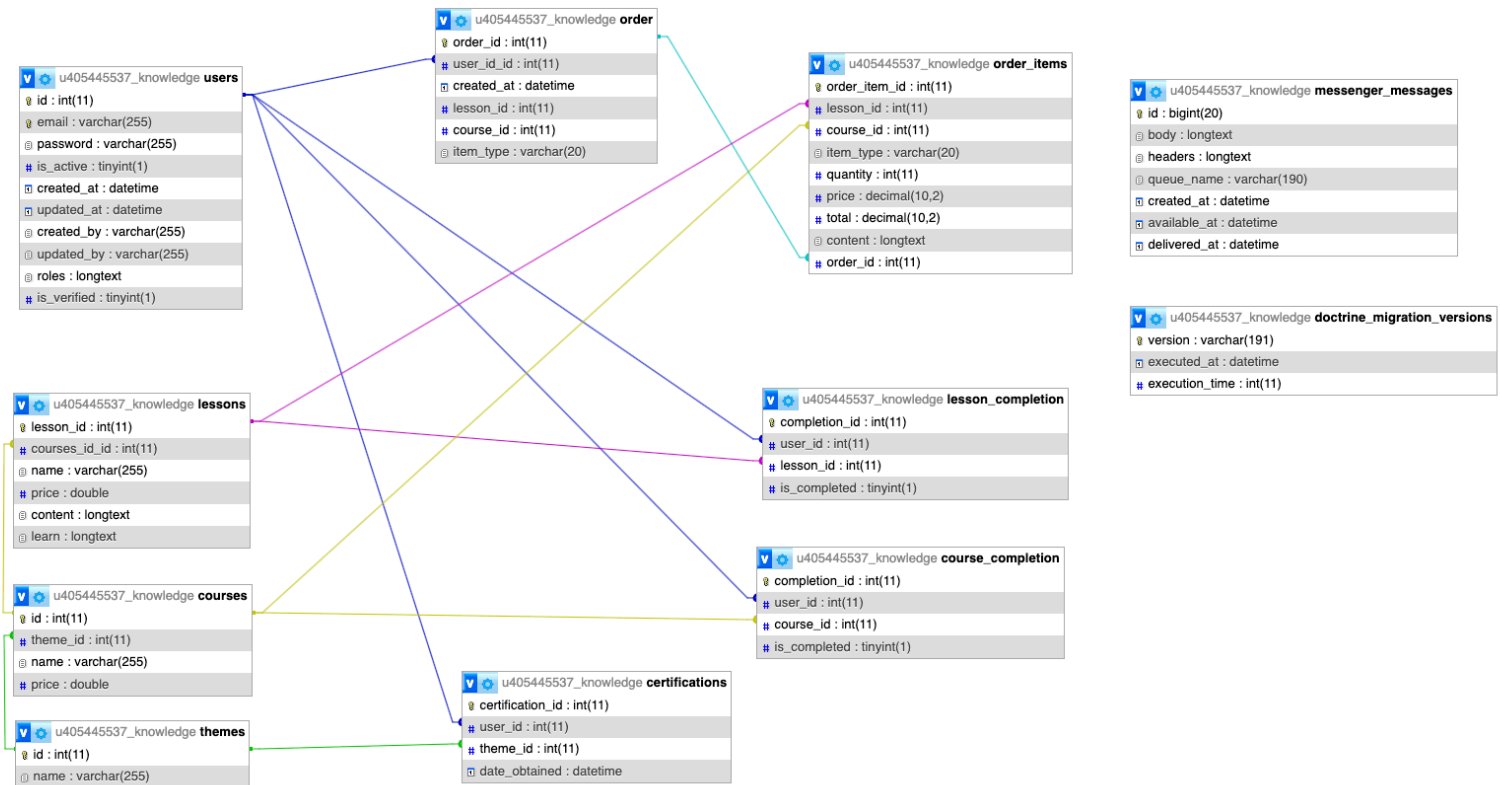 u405445537_knowledge users
id : int(11)
email : varchar(255)
password : varchar(255)
is_active : tinyint(1)
created_at : datetime
updated_at : datetime
created_by : varchar(255)
updated_by : varchar(255)
roles : longtext
is_verified : tinyint(1)
u405445537_knowledge order
order_id : int(11)
user_id_id : int(11)
created_at : datetime
lesson_id : int(11)
course_id : int(11)
item_type : varchar(20)
u405445537_knowledge order_items
order_item_id : int(11)
lesson_id : int(11)
course_id : int(11)
item_type : varchar(20)
quantity : int(11)
price : decimal(10,2)
total : decimal(10,2)
content : longtext
order_id : int(11)
u405445537_knowledge messenger_messages
id : bigint(20)
body : longtext
headers : longtext
queue_name : varchar(190)
created_at : datetime
available_at : datetime
delivered_at : datetime
u405445537_knowledge doctrine_migration_versions
version : varchar(191)
executed_at : datetime
execution_time : int(11)
u405445537_knowledge lessons
lesson_id : int(11)
courses_id_id : int(11)
name : varchar(255)
price : double
content : longtext
learn : longtext
u405445537_knowledge lesson_completion
completion_id : int(11)
user_id : int(11)
lesson_id : int(11)
is_completed : tinyint(1)
u405445537_knowledge courses
id : int(11)
theme_id : int(11)
name : varchar(255)
price : double
u405445537_knowledge course_completion
completion_id : int(11)
user_id : int(11)
course_id : int(11)
is_completed : tinyint(1)
u405445537_knowledge themes
id : int(11)
name : varchar(255)
u405445537_knowledge certifications
certification_id : int(11)
user_id : int(11)
theme_id : int(11)
date_obtained : datetime